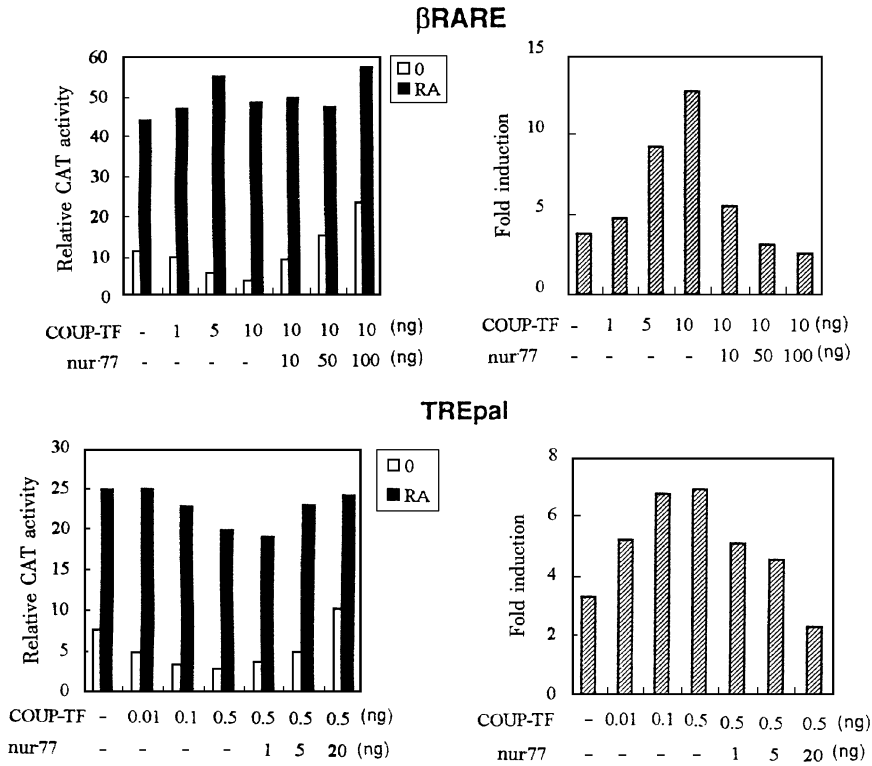 βRARE
Relative CAT activity
60
50
40
30
20
10
0
0
RA
COUP-TF - 1 5 10 10 10 10 (ng)
nur77 - - - - 10 50 100 (ng)
Fold induction
15
10
5
0
COUP-TF - 1 5 10 10 10 10 (ng)
nur77 - - - - 10 50 100 (ng)
TREpal
Relative CAT activity
30
25
20
15
10
5
0
0
RA
COUP-TF - 0.01 0.1 0.5 0.5 0.5 0.5 (ng)
nur77 - - - - 1 5 20 (ng)
Fold induction
8
6
4
2
0
COUP-TF - 0.01 0.1 0.5 0.5 0.5 0.5 (ng)
nur77 - - - - 1 5 20 (ng)